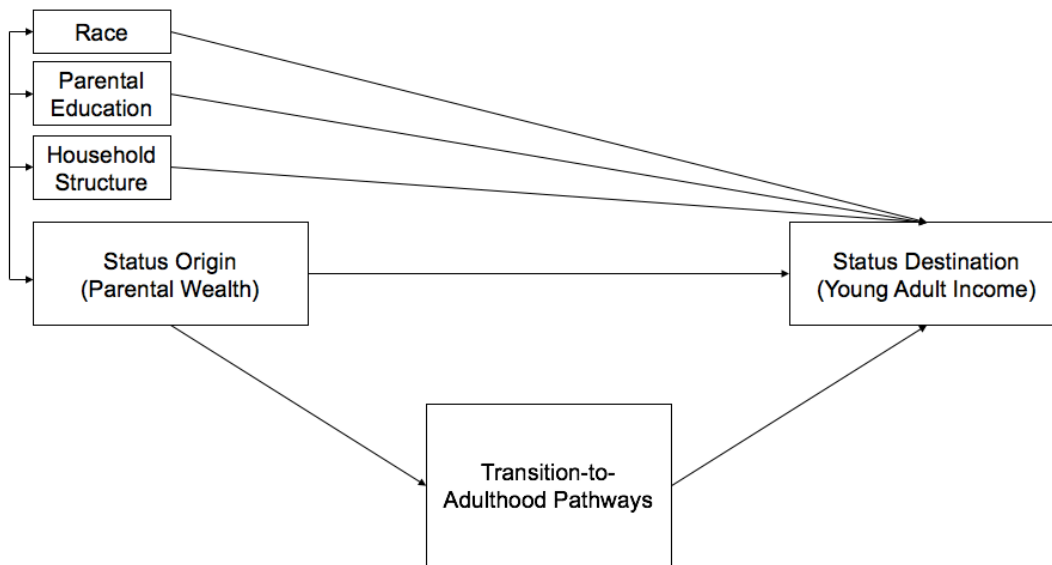 Race
Parental
Education
Household
Structure
Status Origin
(Parental Wealth)
Status Destination
(Young Adult Income)
Transition-to-
Adulthood Pathways